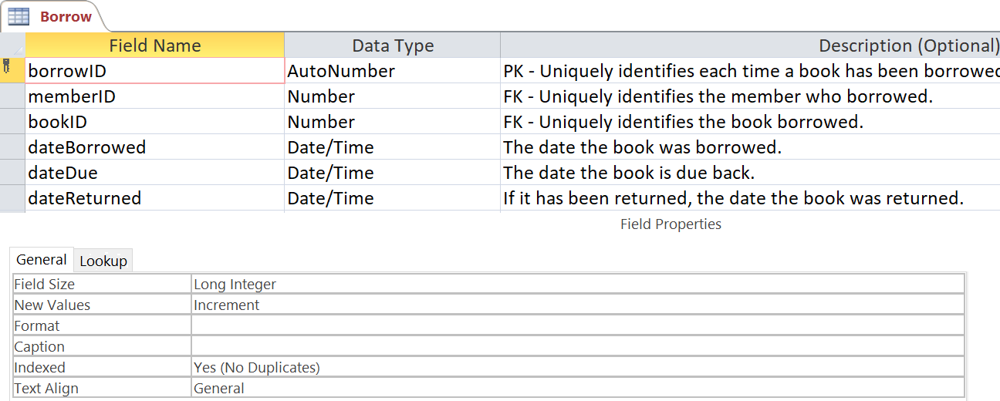 Borrow
Field Name Data Type Description (Optional)
borrowID AutoNumber PK - Uniquely identifies each time a book has been borrowed
memberID Number FK - Uniquely identifies the member who borrowed.
bookID Number FK - Uniquely identifies the book borrowed.
dateBorrowed Date/Time The date the book was borrowed.
dateDue Date/Time The date the book is due back.
dateReturned Date/Time If it has been returned, the date the book was returned.
Field Properties
General Lookup
Field Size Long Integer
New Values Increment
Format
Caption
Indexed Yes (No Duplicates)
Text Align General